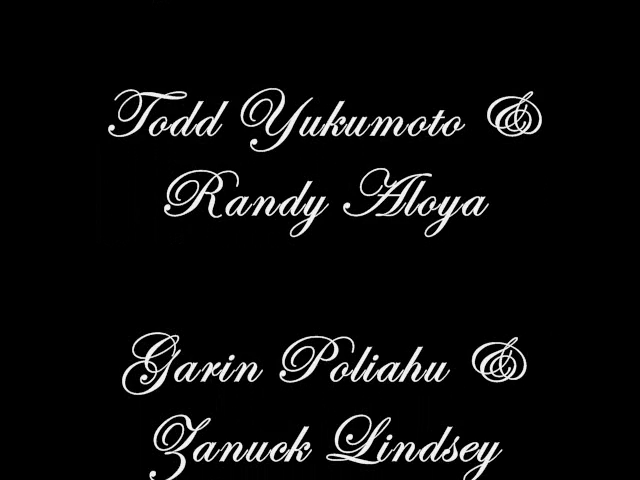 Todd Yukumoto &
Randy Aloya
Garin Poliahu &
Zanuck Lindsey